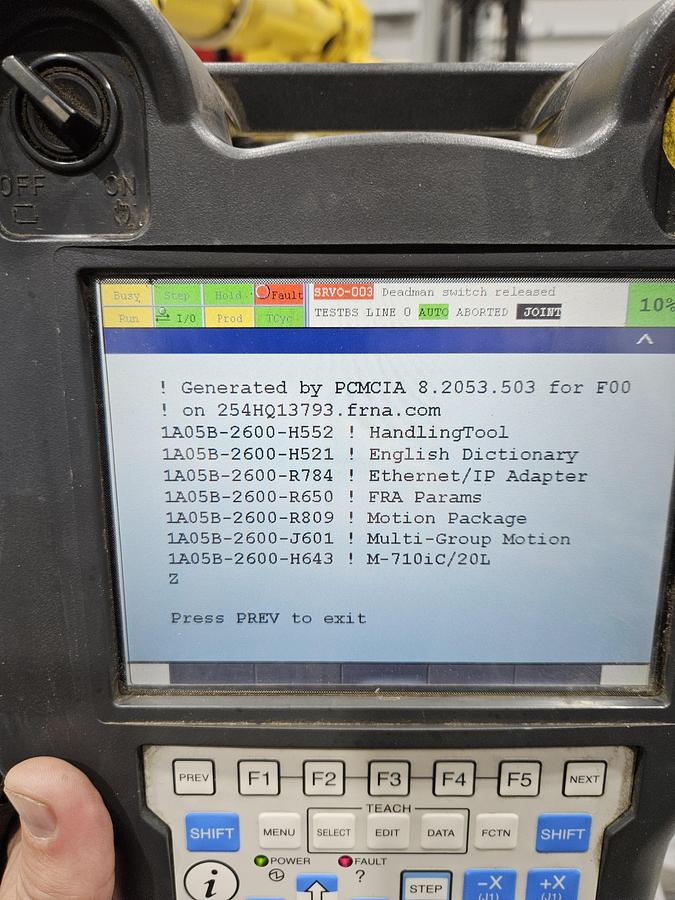 OFF ON
Busy Step Hold Fault SRVO-003 Deadman switch released
Run I/O Prod TCyc TESTBS LINE 0 AUTO ABORTED JOINT
10%
! Generated by PCMCIA 8.2053.503 for F00
! on 254HQ13793.frna.com
1A05B-2600-H552 ! HandlingTool
1A05B-2600-H521 ! English Dictionary
1A05B-2600-R784 ! Ethernet/IP Adapter
1A05B-2600-R650 ! FRA Params
1A05B-2600-R809 ! Motion Package
1A05B-2600-J601 ! Multi-Group Motion
1A05B-2600-H643 ! M-710iC/20L
Z
Press PREV to exit
PREV F1 F2 F3 F4 F5 NEXT
TEACH
SHIFT MENU SELECT EDIT DATA FCTN SHIFT
POWER FAULT
i ? STEP -X +X
(J1) (J1)